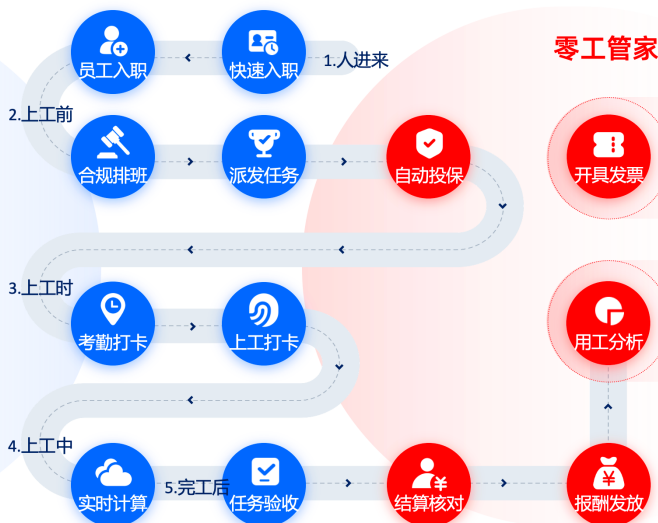 零工管家
1.人进来
快速入职
员工入职
2.上工前
合规排班
派发任务
自动投保
开具发票
3.上工时
考勤打卡
上工打卡
用工分析
4.上工中
实时计算
5.完工后
任务验收
结算核对
报酬发放